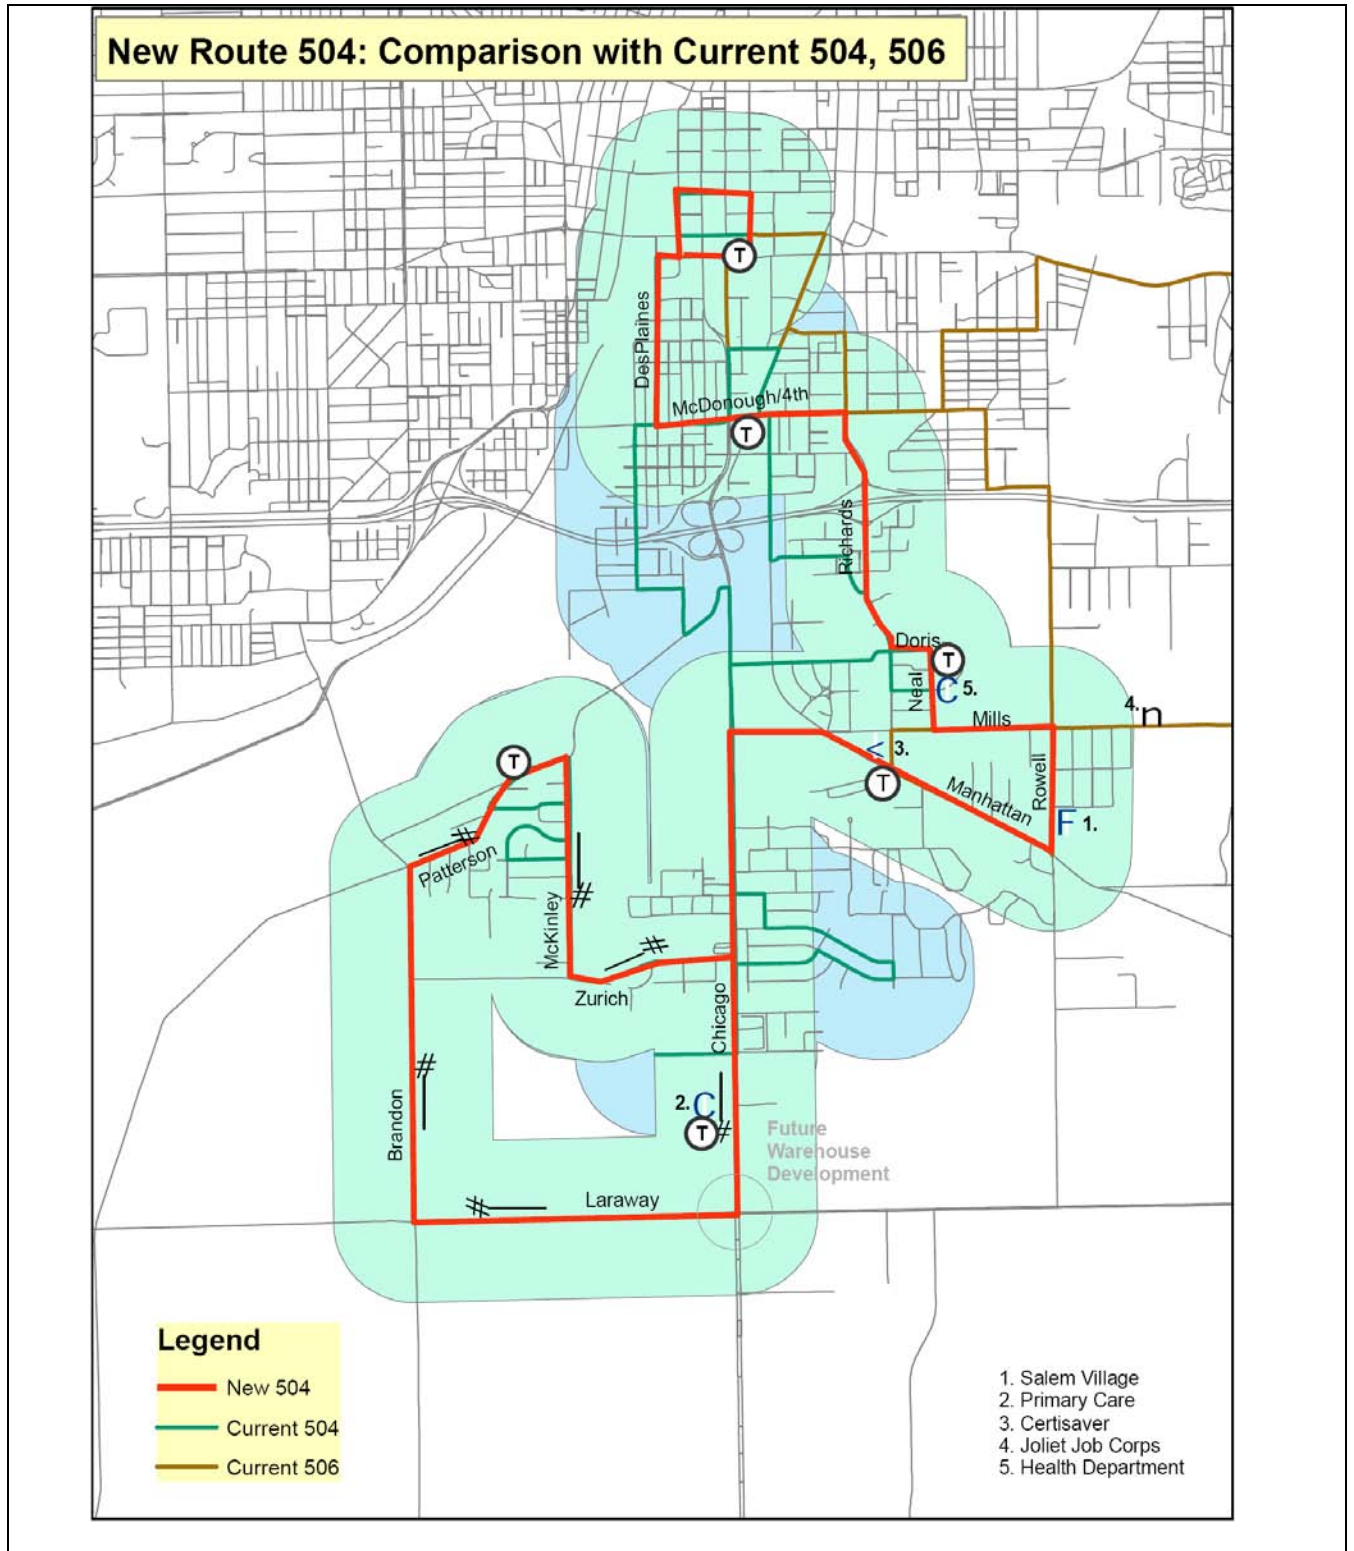 New Route 504: Comparison with Current 504, 506
T
DesPlaines
McDonough/4th
T
Richards
Doris
T
C 5.
Neal
4. n
Mills
< 3.
T
Rowell
Manhattan
F 1.
T
#
Patterson
McKinley
#
#
Zurich
Chicago
#
Brandon
2. C
T #
Future
Warehouse
Development
# Laraway
Legend
New 504
Current 504
Current 506
1. Salem Village
2. Primary Care
3. Certisaver
4. Joliet Job Corps
5. Health Department